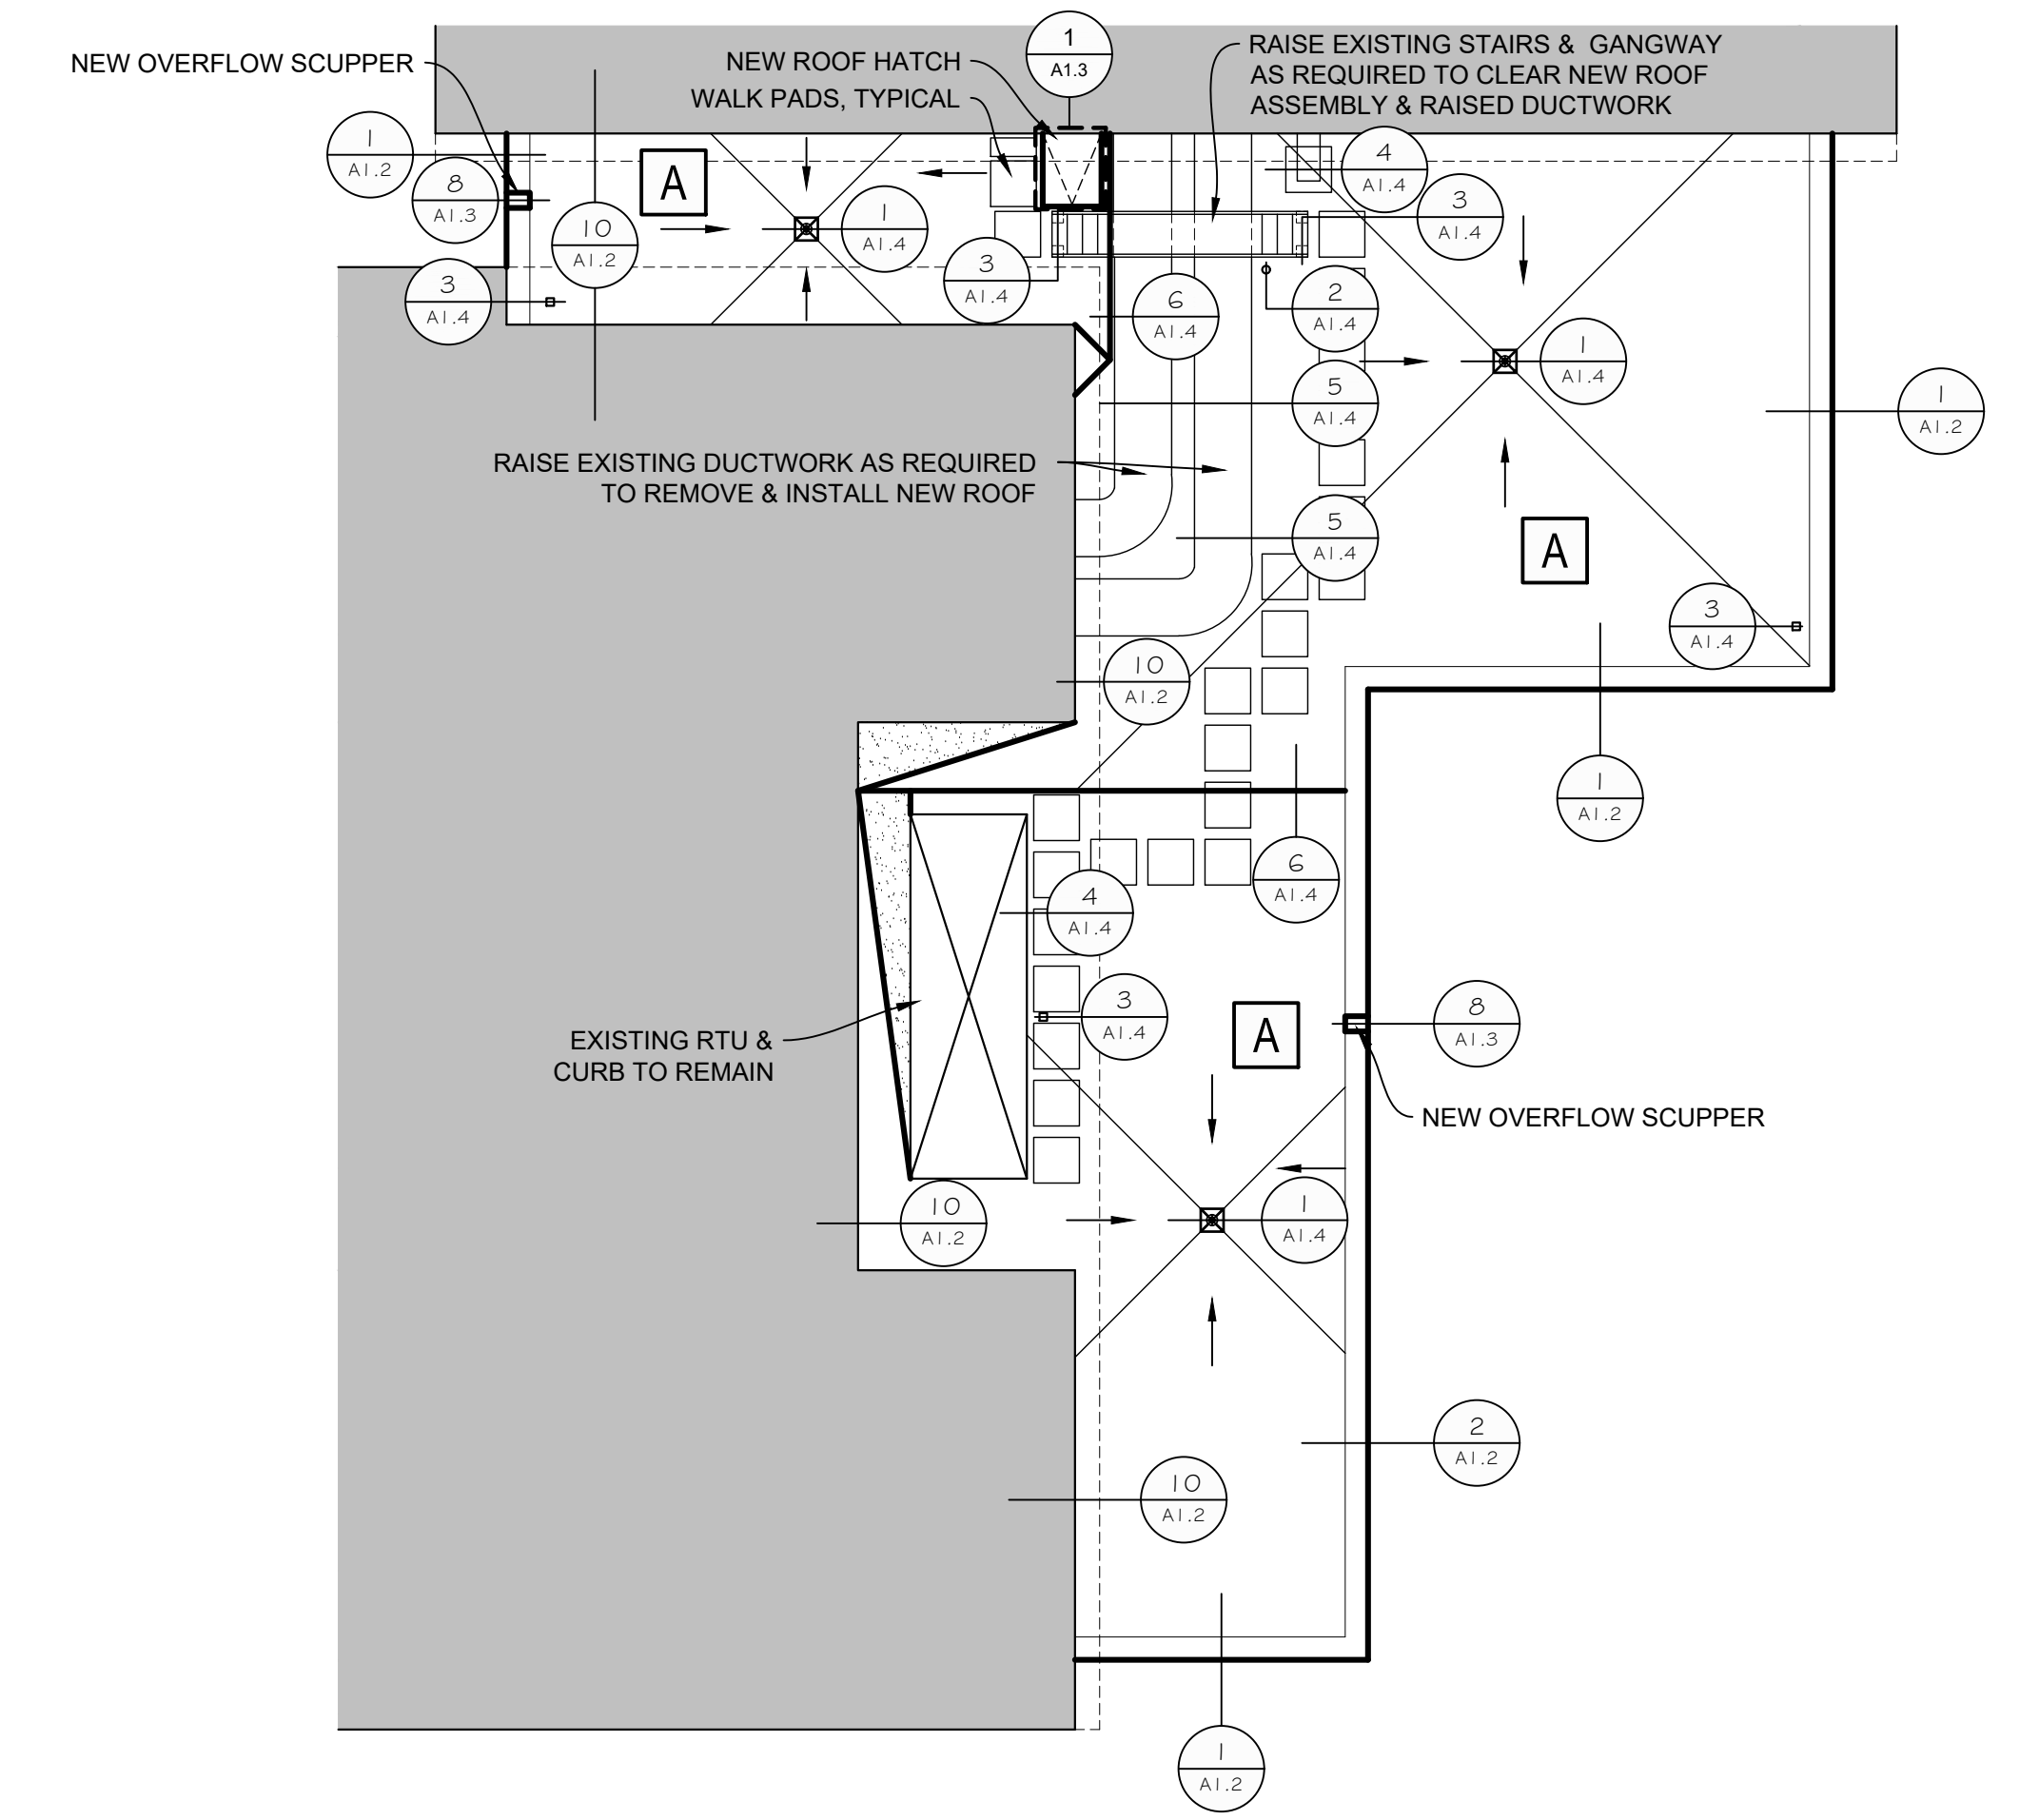 1
A1.3
NEW OVERFLOW SCUPPER
NEW ROOF HATCH
WALK PADS, TYPICAL
RAISE EXISTING STAIRS & GANGWAY
AS REQUIRED TO CLEAR NEW ROOF
ASSEMBLY & RAISED DUCTWORK
1
A1.2
8
A1.3
A
10
A1.2
1
A1.4
4
A1.4
3
A1.4
3
A1.4
3
A1.4
2
A1.4
6
A1.4
1
A1.4
5
A1.4
1
A1.2
RAISE EXISTING DUCTWORK AS REQUIRED
TO REMOVE & INSTALL NEW ROOF
5
A1.4
A
3
A1.4
10
A1.2
1
A1.2
6
A1.4
4
A1.4
3
A1.4
A
8
A1.3
EXISTING RTU &
CURB TO REMAIN
NEW OVERFLOW SCUPPER
10
A1.2
1
A1.4
2
A1.2
10
A1.2
1
A1.2